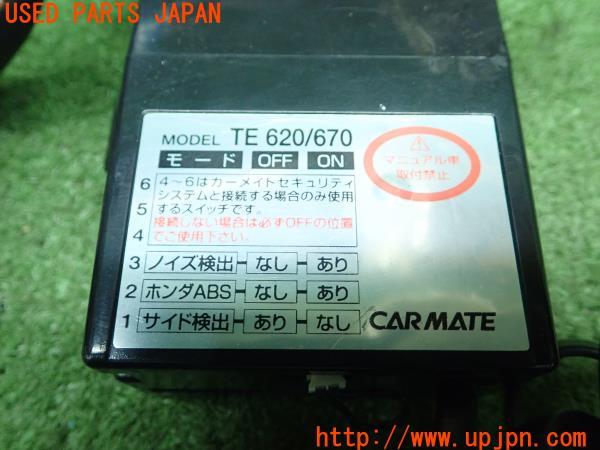 USED PARTS JAPAN
MODEL TE 620/670
モード OFF ON
6 4～6はカーメイトセキュリティ
システムと接続する場合のみ使用
5 するスイッチです。
接続しない場合は必ずOFFの位置
4 でご使用下さい。
3 ノイズ検出 なし あり
2 ホンダABS なし あり
1 サイド検出 あり なし
マニュアル車
取付禁止
CARMATE
http://www.upjpn.com/